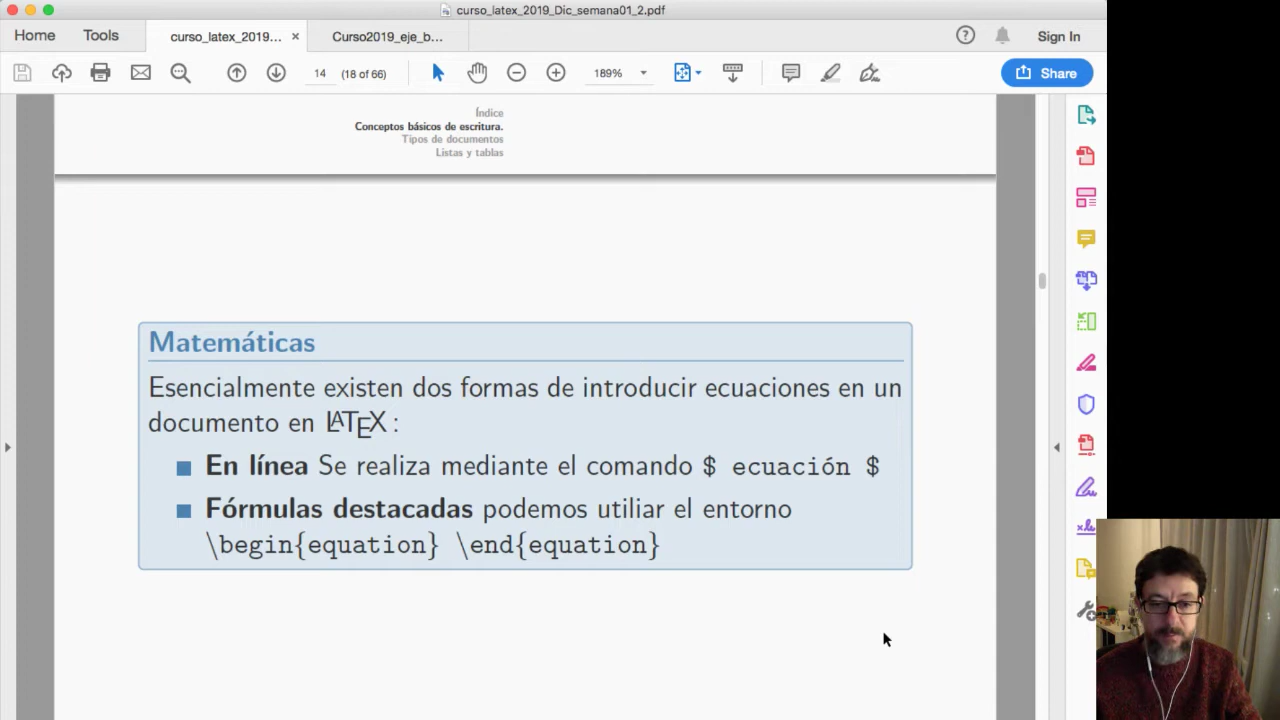 curso_latex_2019_Dic_semana01_2.pdf
Home
Tools
curso_latex_2019... ×
Curso2019_eje_b...
Sign In
14
(18 of 66)
189%
Share
Índice
Conceptos básicos de escritura.
Tipos de documentos
Listas y tablas
Matemáticas
Esencialmente existen dos formas de introducir ecuaciones en un
documento en LATEX :
En línea Se realiza mediante el comando $ ecuación $
Fórmulas destacadas podemos utiliar el entorno
\begin{equation} \end{equation}